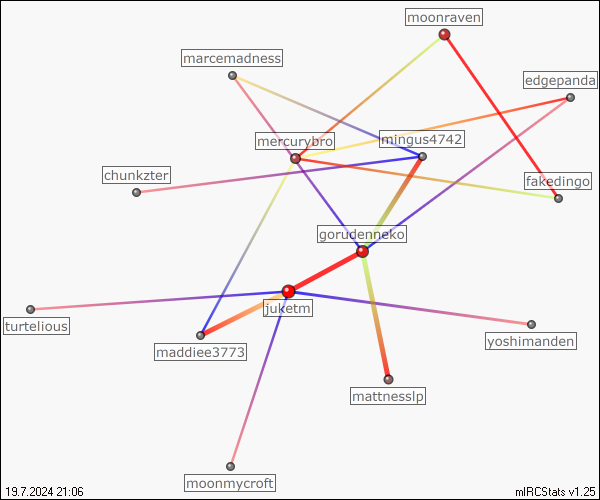 moonraven
marcemadness
edgepanda
mercurybro
mingus4742
chunkzter
fakedingo
gorudenneko
juketm
turtelious
yoshimanden
maddiee3773
mattnesslp
moonmycroft
19.7.2024 21:06
mIRCStats v1.25